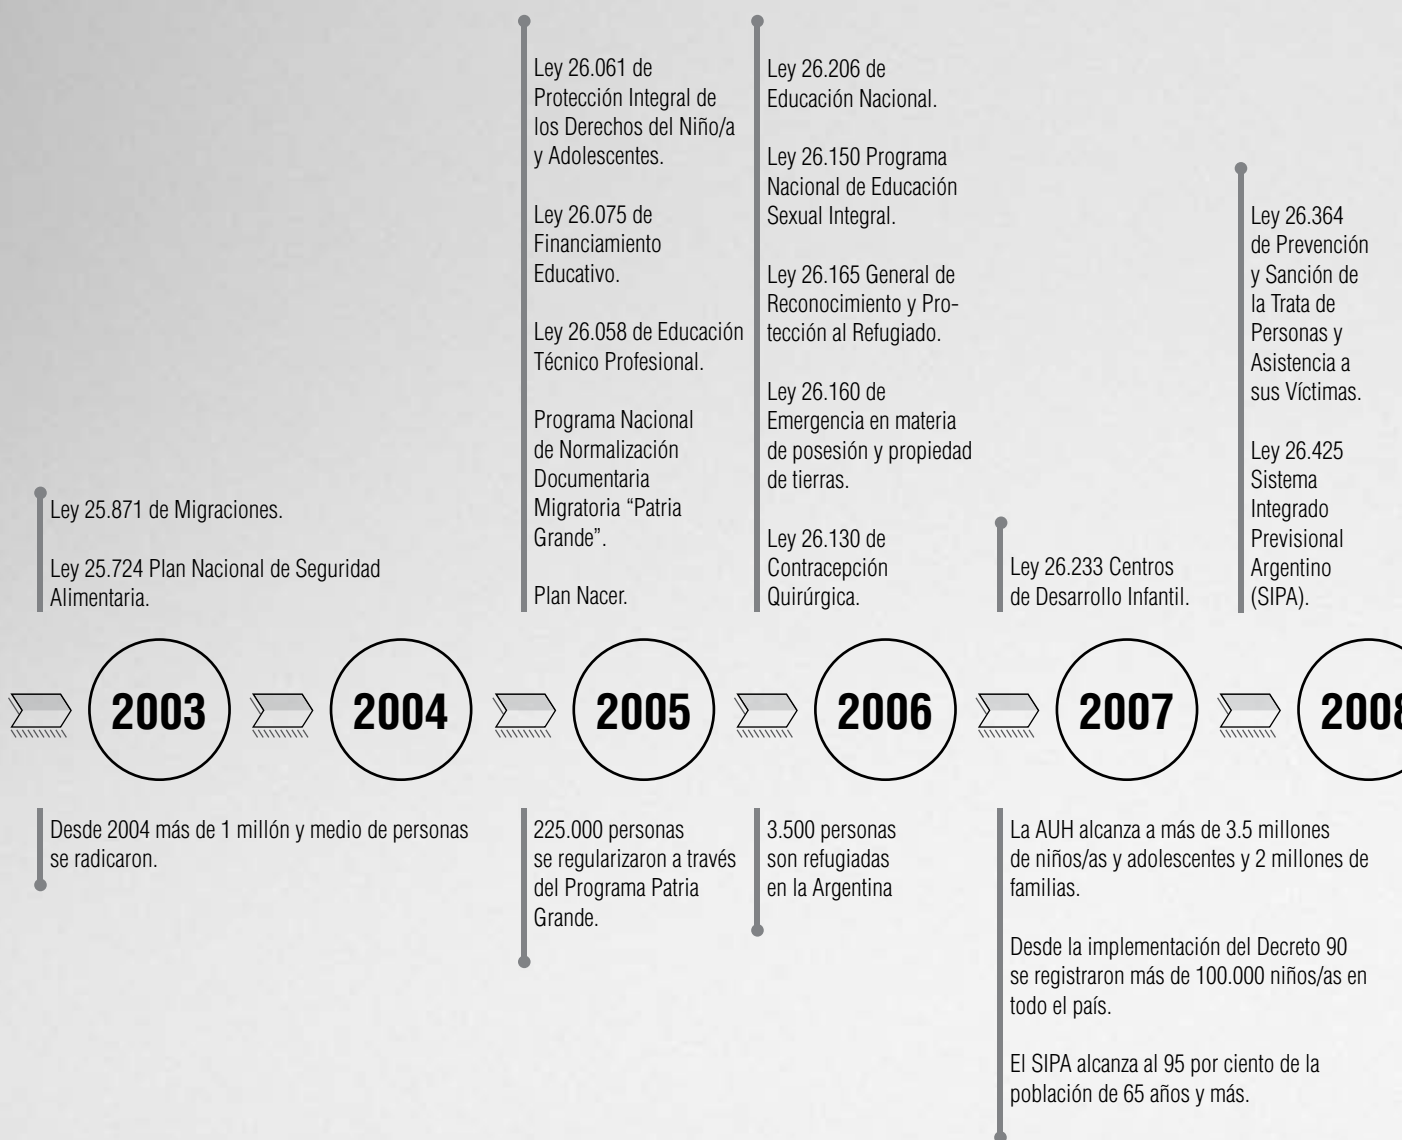 Ley 25.871 de Migraciones.
Ley 25.724 Plan Nacional de Seguridad
Alimentaria.
Ley 26.061 de
Protección Integral de
los Derechos del Niño/a
y Adolescentes.
Ley 26.075 de
Financiamiento
Educativo.
Ley 26.058 de Educación
Técnico Profesional.
Programa Nacional
de Normalización
Documentaria
Migratoria “Patria
Grande”.
Plan Nacer.
Ley 26.206 de
Educación Nacional.
Ley 26.150 Programa
Nacional de Educación
Sexual Integral.
Ley 26.165 General de
Reconocimiento y Pro-
tección al Refugiado.
Ley 26.160 de
Emergencia en materia
de posesión y propiedad
de tierras.
Ley 26.130 de
Contracepción
Quirúrgica.
Ley 26.233 Centros
de Desarrollo Infantil.
Ley 26.364
de Prevención
y Sanción de
la Trata de
Personas y
Asistencia a
sus Víctimas.
Ley 26.425
Sistema
Integrado
Previsional
Argentino
(SIPA).
2003
2004
2005
2006
2007
2008
Desde 2004 más de 1 millón y medio de personas
se radicaron.
225.000 personas
se regularizaron a través
del Programa Patria
Grande.
3.500 personas
son refugiadas
en la Argentina
La AUH alcanza a más de 3.5 millones
de niños/as y adolescentes y 2 millones de
familias.
Desde la implementación del Decreto 90
se registraron más de 100.000 niños/as en
todo el país.
El SIPA alcanza al 95 por ciento de la
población de 65 años y más.